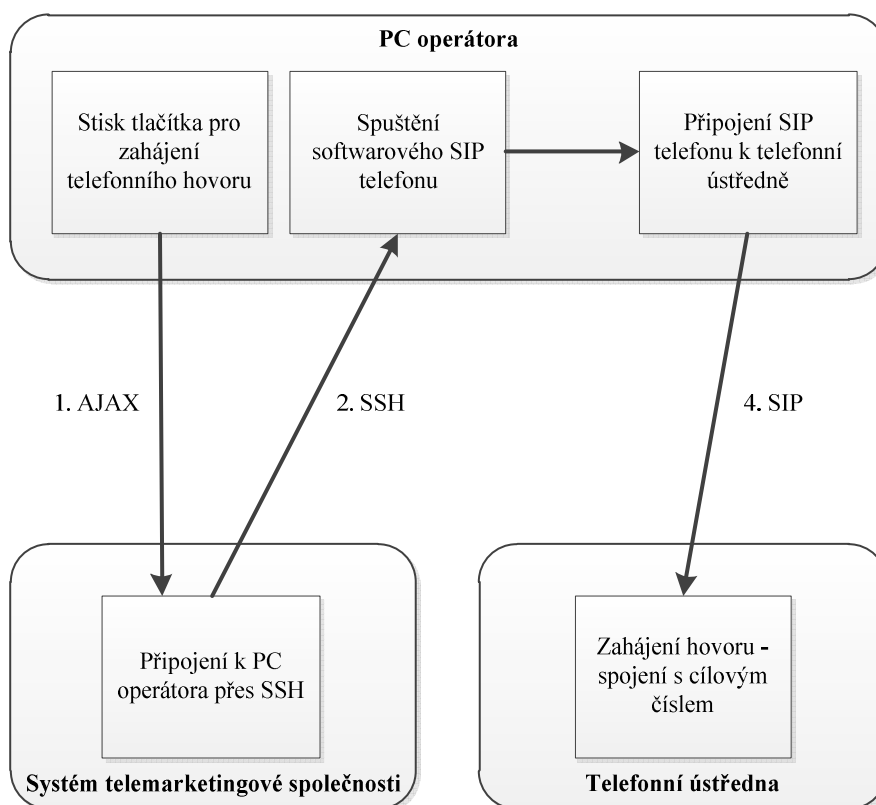 PC operátora
Stisk tlačítka pro
zahájení
telefonního hovoru
Spuštění
softwarového SIP
telefonu
Připojení SIP
telefonu k telefonní
ústředně
1. AJAX
2. SSH
4. SIP
Připojení k PC
operátora přes SSH
Systém telemarketingové společnosti
Zahájení hovoru -
spojení s cílovým
číslem
Telefonní ústředna